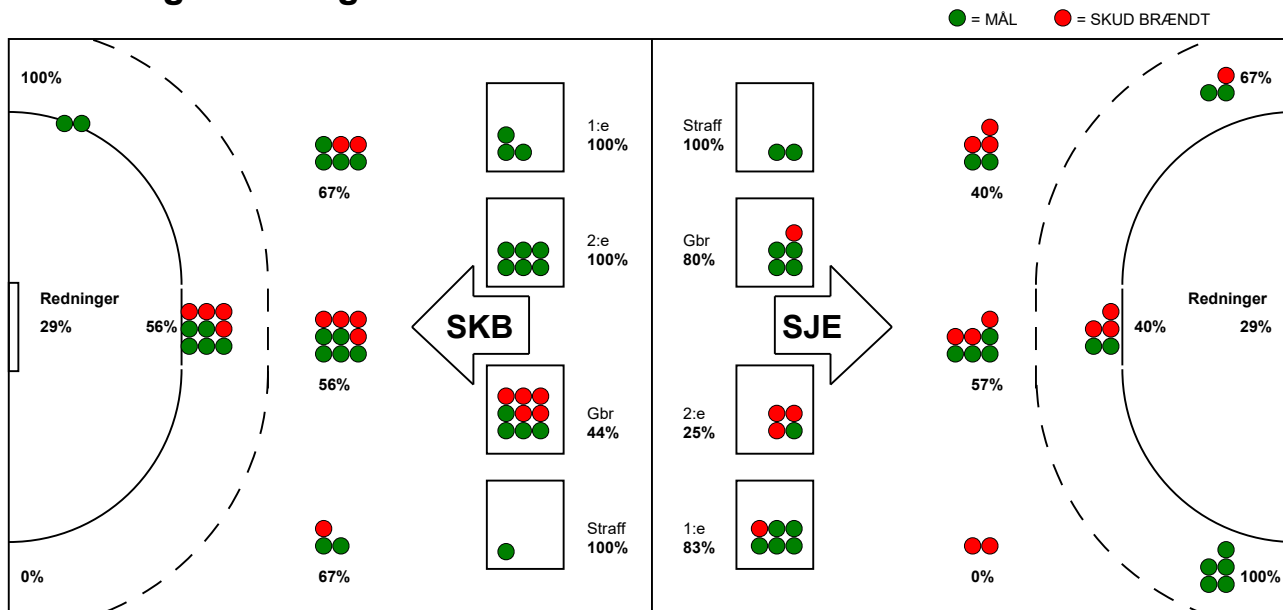 = MÅL
= SKUD BRÆNDT
100%
67%
Redninger
29%
56%
56%
0%
67%
1:e
100%
2:e
100%
SKB
Gbr
44%
Straff
100%
Straff
100%
Gbr
80%
SJE
2:e
25%
1:e
83%
67%
40%
57%
40%
Redninger
29%
0%
100%